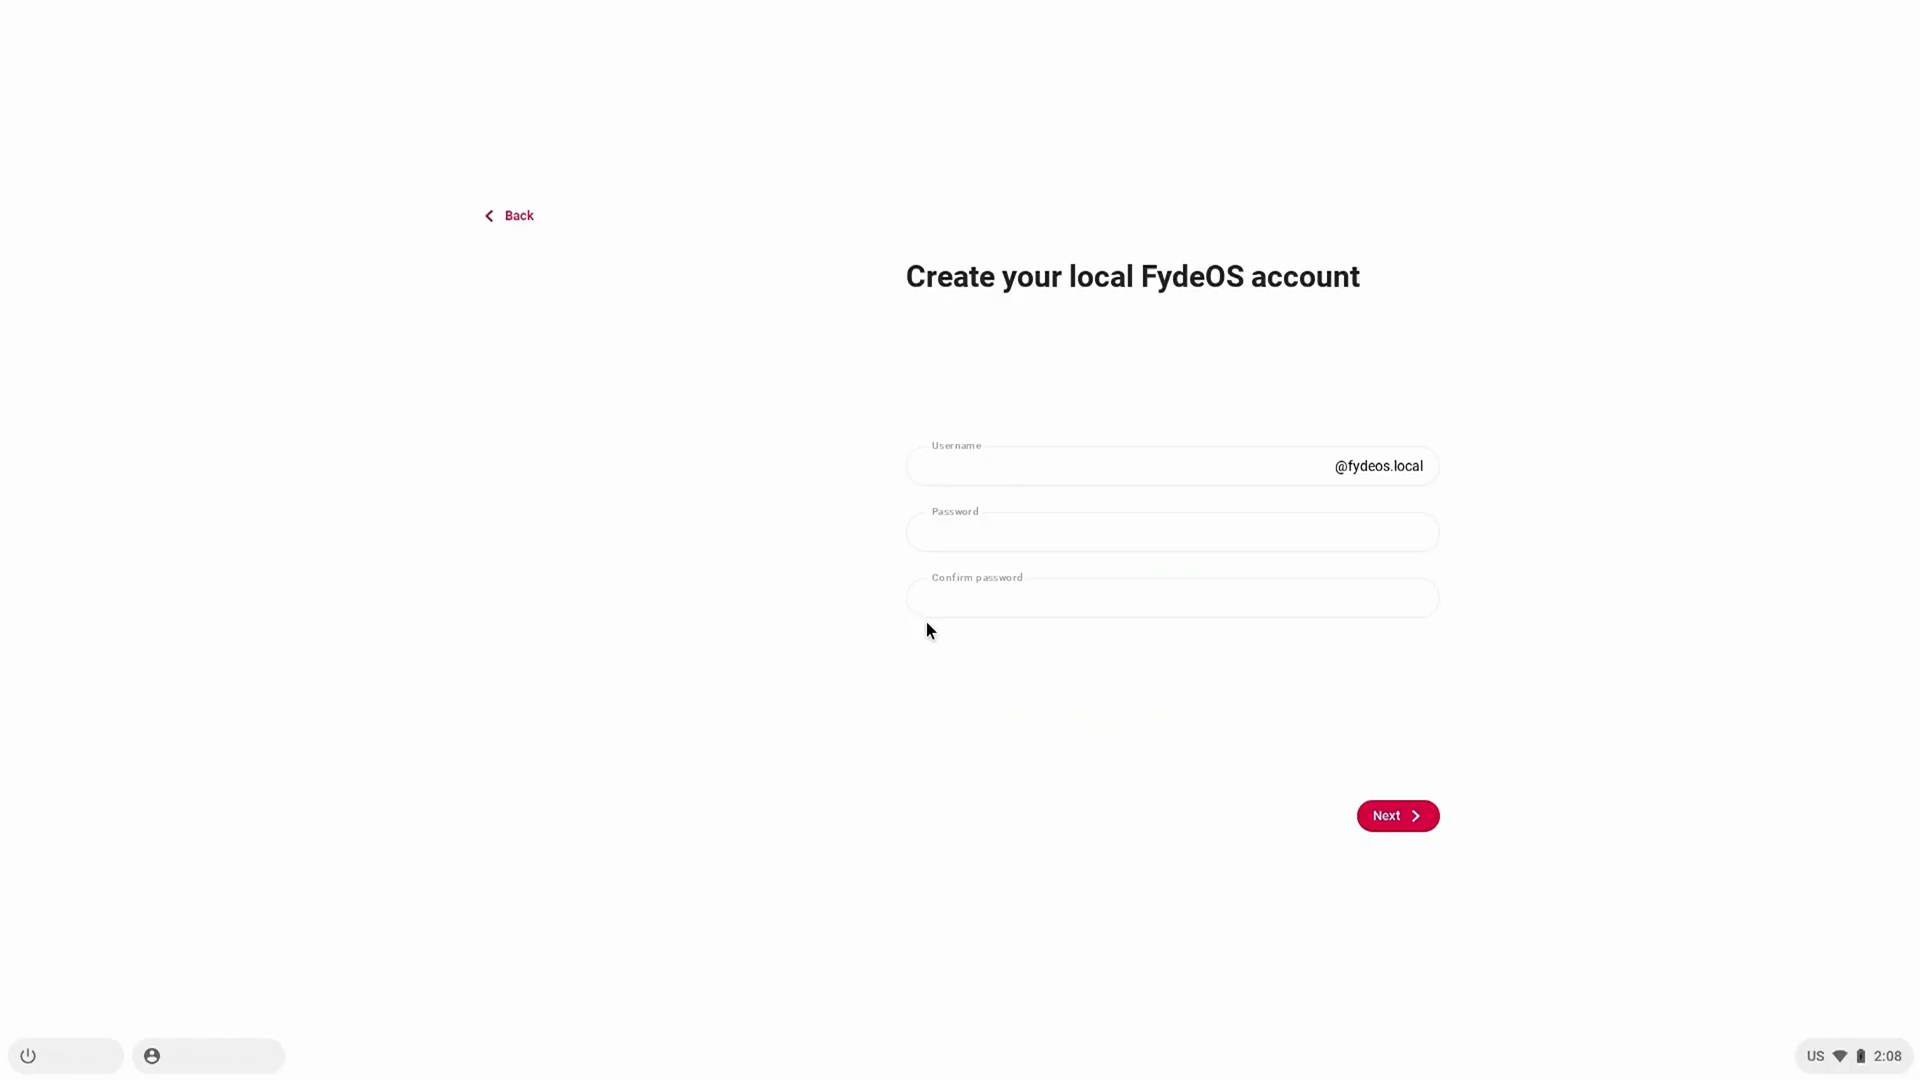 Back
Create your local FydeOS account
Username
@fydeos.local
Password
Confirm password
Next
US 2:08